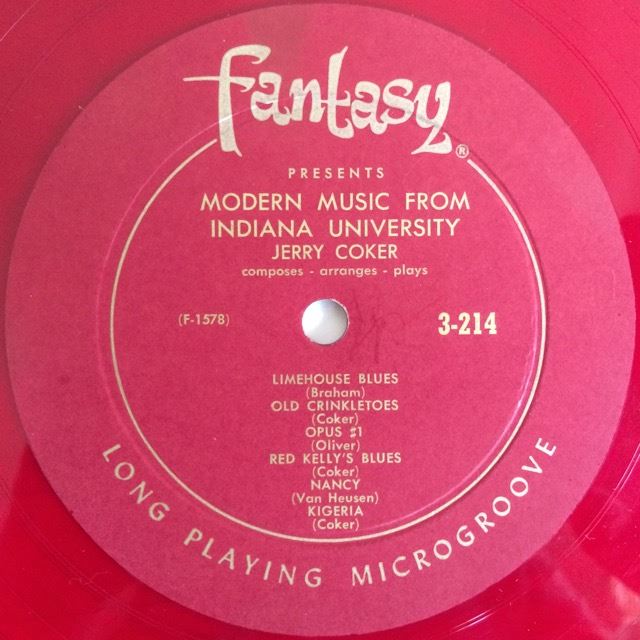 fantasy®
PRESENTS
MODERN MUSIC FROM
INDIANA UNIVERSITY
JERRY COKER
composes - arranges - plays
(F-1578)
3-214
LIMEHOUSE BLUES
(Braham)
OLD CRINKLETOES
(Coker)
OPUS #1
(Oliver)
RED KELLY'S BLUES
(Coker)
NANCY
(Van Heusen)
KIGERIA
(Coker)
LONG PLAYING MICROGROOVE